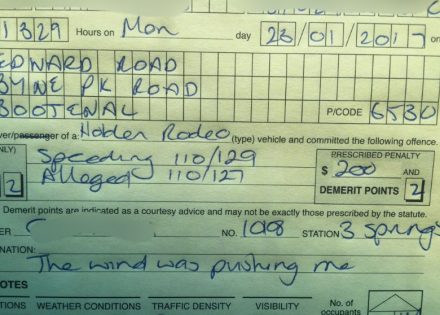 1329 Hours on Mon day 23/01/2017 on
EDWARD ROAD
BYNE PK ROAD
BOOTENAL P/CODE 6530
ver/passenger of a: Holden Rodeo (type) vehicle and committed the following offence.
NLY) PRESCRIBED PENALTY
Speeding 110/129 $ 200 AND
2 Alleged 110/127 DEMERIT POINTS 2
Demerit points are indicated as a courtesy advice and may not be exactly those prescribed by the statute.
ER NO. 1098 STATION 3 Springs
NATION:
The wind was pushing me
OTES
TIONS WEATHER CONDITIONS TRAFFIC DENSITY VISIBILITY No. of
occupants